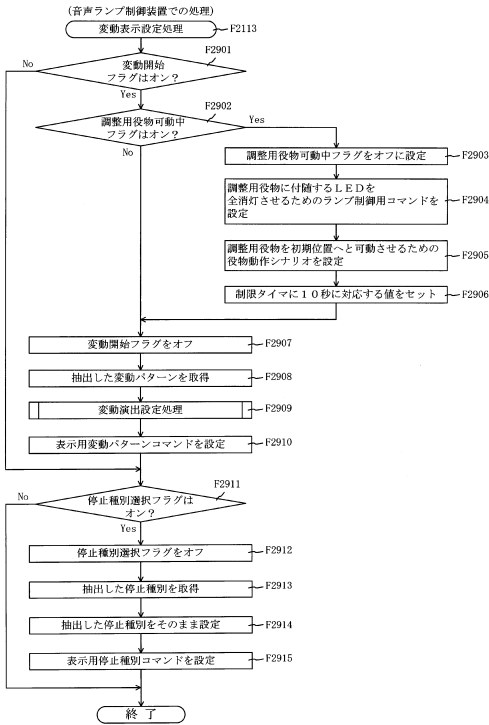 (音声ランプ制御装置での処理)
変動表示設定処理
F2113
F2901
変動開始
フラグはオン？
No
Yes
F2902
調整用役物可動中
フラグはオン？
Yes
No
調整用役物可動中フラグをオフに設定
F2903
調整用役物に付随するＬＥＤを
全消灯させるためのランプ制御用コマンドを
設定
F2904
調整用役物を初期位置へと可動させるための
役物動作シナリオを設定
F2905
制限タイマに１０秒に対応する値をセット
F2906
変動開始フラグをオフ
F2907
抽出した変動パターンを取得
F2908
変動演出設定処理
F2909
表示用変動パターンコマンドを設定
F2910
F2911
停止種別選択フラグは
オン？
No
Yes
停止種別選択フラグをオフ
F2912
抽出した停止種別を取得
F2913
抽出した停止種別をそのまま設定
F2914
表示用停止種別コマンドを設定
F2915
終了